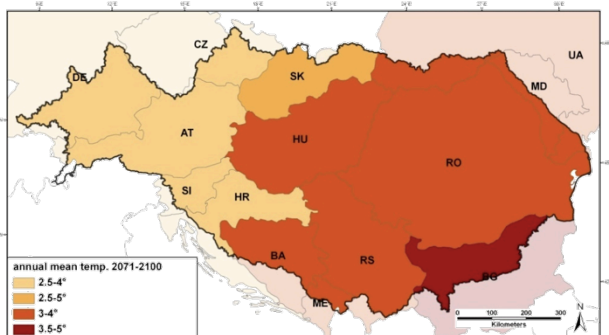 CZ
UA
DE
SK
MD
AT
HU
RO
SI
HR
BA
RS
BG
ME
annual mean temp. 2071-2100
2.5-4°
2.5-5°
3-4°
3.5-5°
0 100 200 300
Kilometers
N